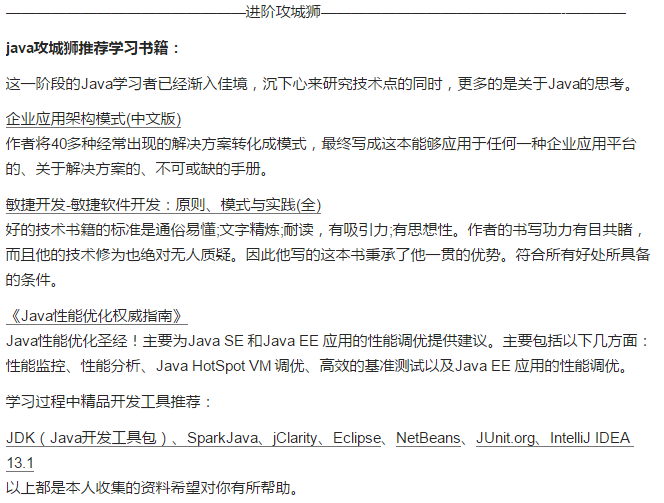 ————————————————进阶攻城狮————————————————-————
java攻城狮推荐学习书籍：
这一阶段的Java学习者已经渐入佳境，沉下心来研究技术点的同时，更多的是关于Java的思考。
企业应用架构模式(中文版)
作者将40多种经常出现的解决方案转化成模式，最终写成这本能够应用于任何一种企业应用平台
的、关于解决方案的、不可或缺的手册。
敏捷开发-敏捷软件开发：原则、模式与实践(全)
好的技术书籍的标准是通俗易懂;文字精炼;耐读，有吸引力;有思想性。作者的书写功力有目共睹，
而且他的技术修为也绝对无人质疑。因此他写的这本书秉承了他一贯的优势。符合所有好处所具备
的条件。
《Java性能优化权威指南》
Java性能优化圣经！主要为Java SE 和Java EE 应用的性能调优提供建议。主要包括以下几方面：
性能监控、性能分析、Java HotSpot VM 调优、高效的基准测试以及Java EE 应用的性能调优。
学习过程中精品开发工具推荐：
JDK（Java开发工具包）、SparkJava、jClarity、Eclipse、NetBeans、JUnit.org、IntelliJ IDEA
13.1
以上都是本人收集的资料希望对你有所帮助。